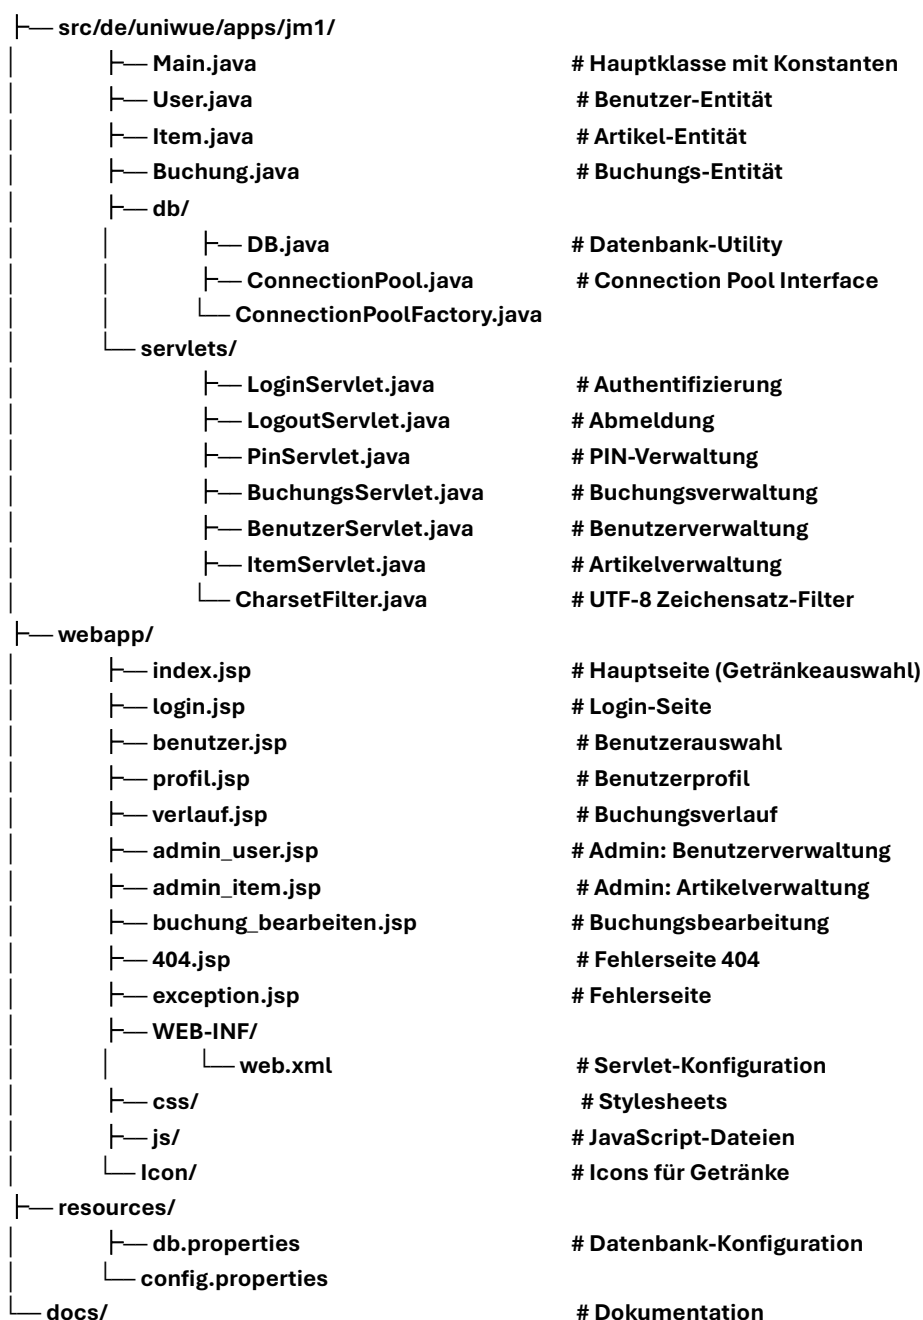 ├── src/de/uniwue/apps/jm1/
│ ├── Main.java # Hauptklasse mit Konstanten
│ ├── User.java # Benutzer-Entität
│ ├── Item.java # Artikel-Entität
│ ├── Buchung.java # Buchungs-Entität
│ ├── db/
│ │ ├── DB.java # Datenbank-Utility
│ │ ├── ConnectionPool.java # Connection Pool Interface
│ │ └── ConnectionPoolFactory.java
│ └── servlets/
│ ├── LoginServlet.java # Authentifizierung
│ ├── LogoutServlet.java # Abmeldung
│ ├── PinServlet.java # PIN-Verwaltung
│ ├── BuchungsServlet.java # Buchungsverwaltung
│ ├── BenutzerServlet.java # Benutzerverwaltung
│ ├── ItemServlet.java # Artikelverwaltung
│ └── CharsetFilter.java # UTF-8 Zeichensatz-Filter
├── webapp/
│ ├── index.jsp # Hauptseite (Getränkeauswahl)
│ ├── login.jsp # Login-Seite
│ ├── benutzer.jsp # Benutzerauswahl
│ ├── profil.jsp # Benutzerprofil
│ ├── verlauf.jsp # Buchungsverlauf
│ ├── admin_user.jsp # Admin: Benutzerverwaltung
│ ├── admin_item.jsp # Admin: Artikelverwaltung
│ ├── buchung_bearbeiten.jsp # Buchungsbearbeitung
│ ├── 404.jsp # Fehlerseite 404
│ ├── exception.jsp # Fehlerseite
│ ├── WEB-INF/
│ │ └── web.xml # Servlet-Konfiguration
│ ├── css/ # Stylesheets
│ ├── js/ # JavaScript-Dateien
│ └── Icon/ # Icons für Getränke
├── resources/
│ ├── db.properties # Datenbank-Konfiguration
│ └── config.properties
└── docs/ # Dokumentation